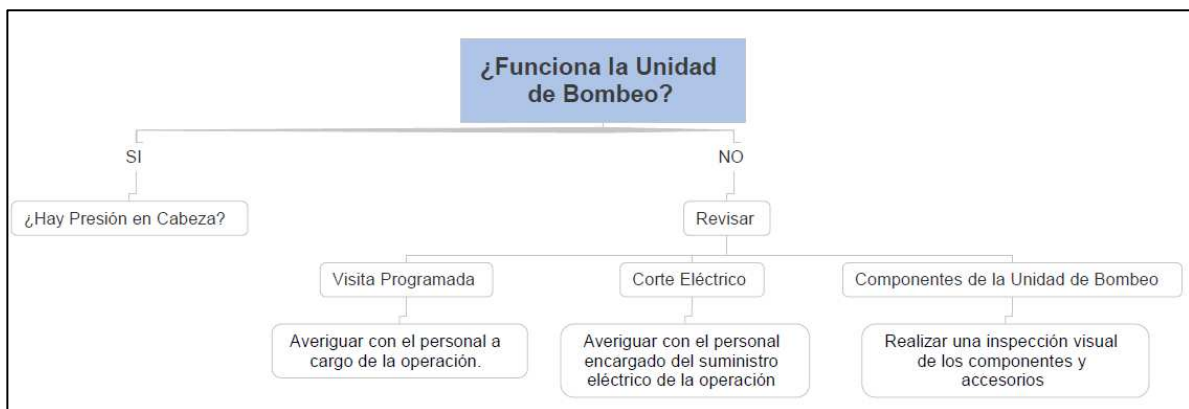 ¿Funciona la Unidad
de Bombeo?
SI
NO
¿Hay Presión en Cabeza?
Revisar
Visita Programada
Corte Eléctrico
Componentes de la Unidad de Bombeo
Averiguar con el personal a
cargo de la operación.
Averiguar con el personal
encargado del suministro
eléctrico de la operación
Realizar una inspección visual
de los componentes y
accesorios